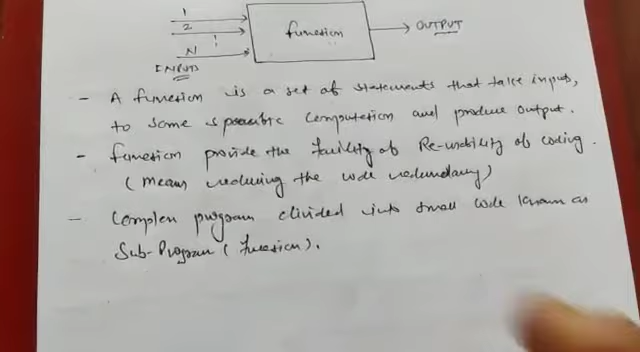 1
2
function
OUTPUT
N
INPUTS
- A function is a set of statements that take inputs,
to some specific computation and produce output.
- function provide the facility of Re-usibility of coding.
(means reducing the code redundancy)
- Complex program divided into small code known as
Sub-Program (function).